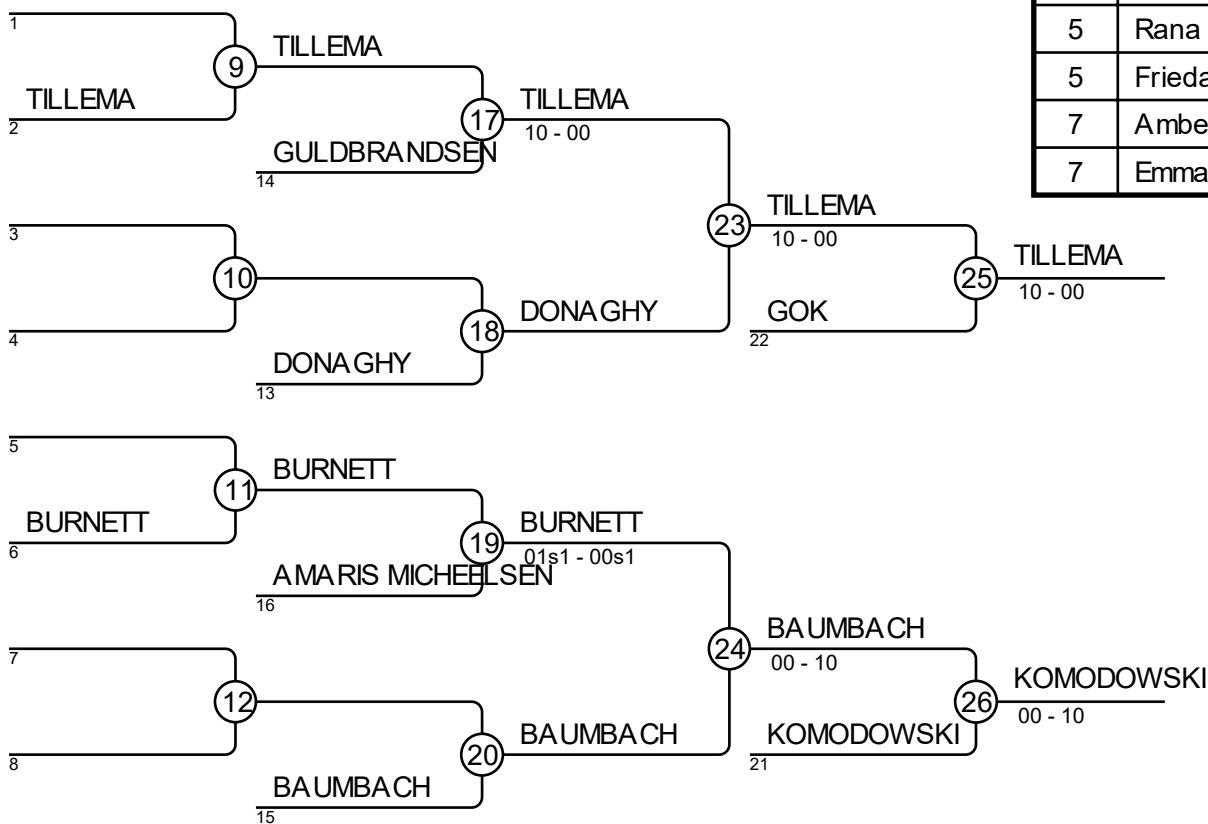 1
9
TILLEMA
TILLEMA
2
17
TILLEMA
10 - 00
GULDBRANDSEN
14
3
10
4
18
DONAGHY
DONAGHY
13
23
TILLEMA
10 - 00
25
TILLEMA
10 - 00
GOK
22
5
11
BURNETT
BURNETT
6
19
BURNETT
01s1 - 00s1
AMARIS MICHEELSEN
16
7
12
8
20
BAUMBACH
BAUMBACH
15
24
BAUMBACH
00 - 10
26
KOMODOWSKI
00 - 10
KOMODOWSKI
21
5 Rana
5 Frieda
7 Ambe
7 Emma